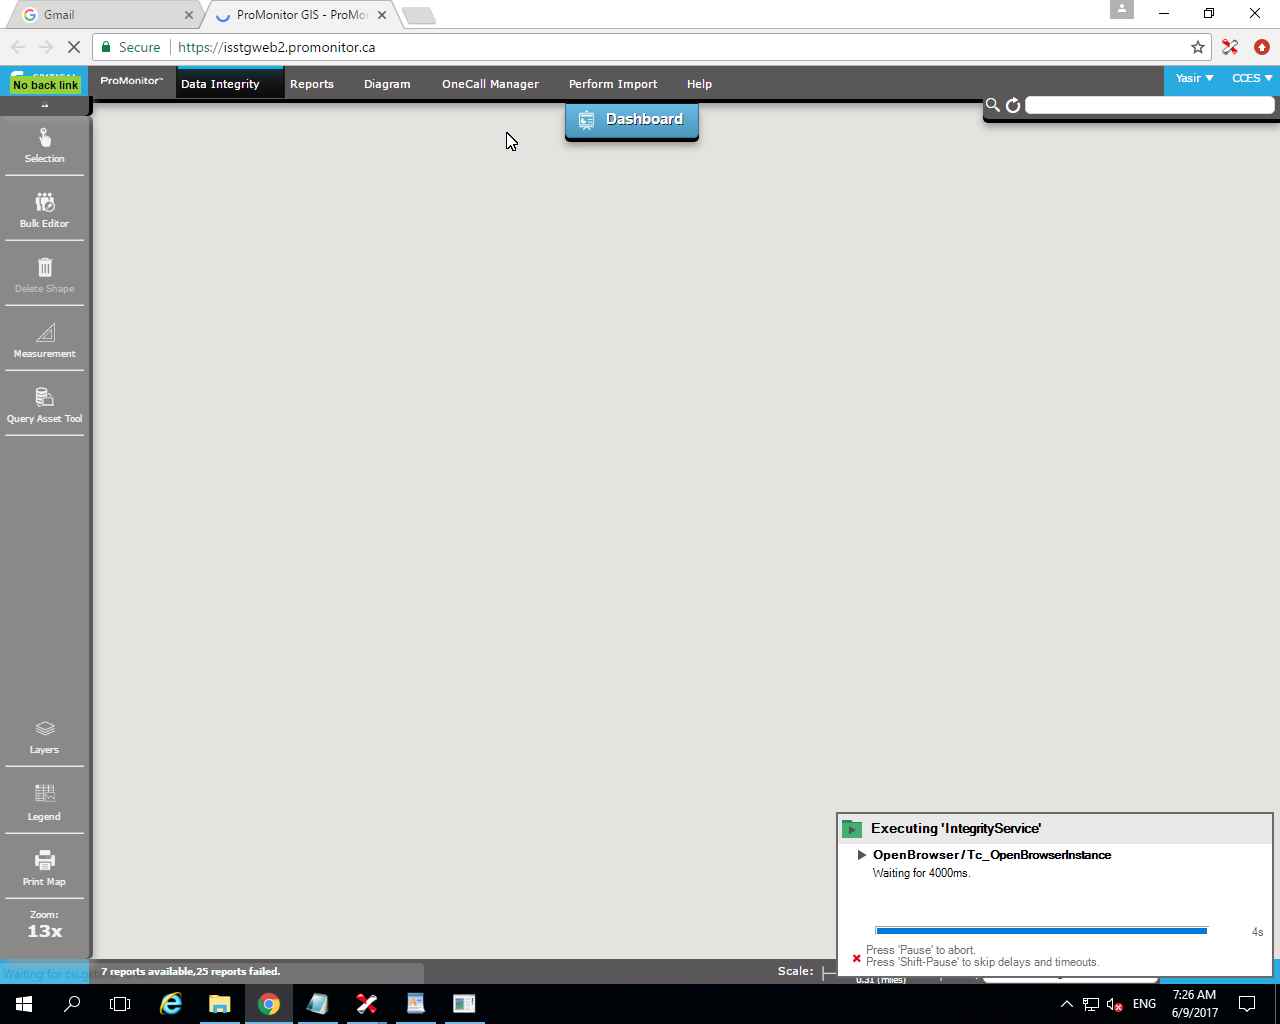 Gmail
ProMonitor GIS - ProMo
Secure
https://isstgweb2.promonitor.ca
No back link
ProMonitor™
Data Integrity
Reports
Diagram
OneCall Manager
Perform Import
Help
Yasir
CCES
Dashboard
Selection
Bulk Editor
Delete Shape
Measurement
Query Asset Tool
Layers
Legend
Print Map
Zoom:
13x
Executing 'IntegrityService'
OpenBrowser/Tc_OpenBrowserInstance
Waiting for 4000ms.
4s
Press 'Pause' to abort.
Press 'Shift-Pause' to skip delays and timeouts.
7 reports available,25 reports failed.
Scale:
0.31 (miles)
ENG
7:26 AM
6/9/2017